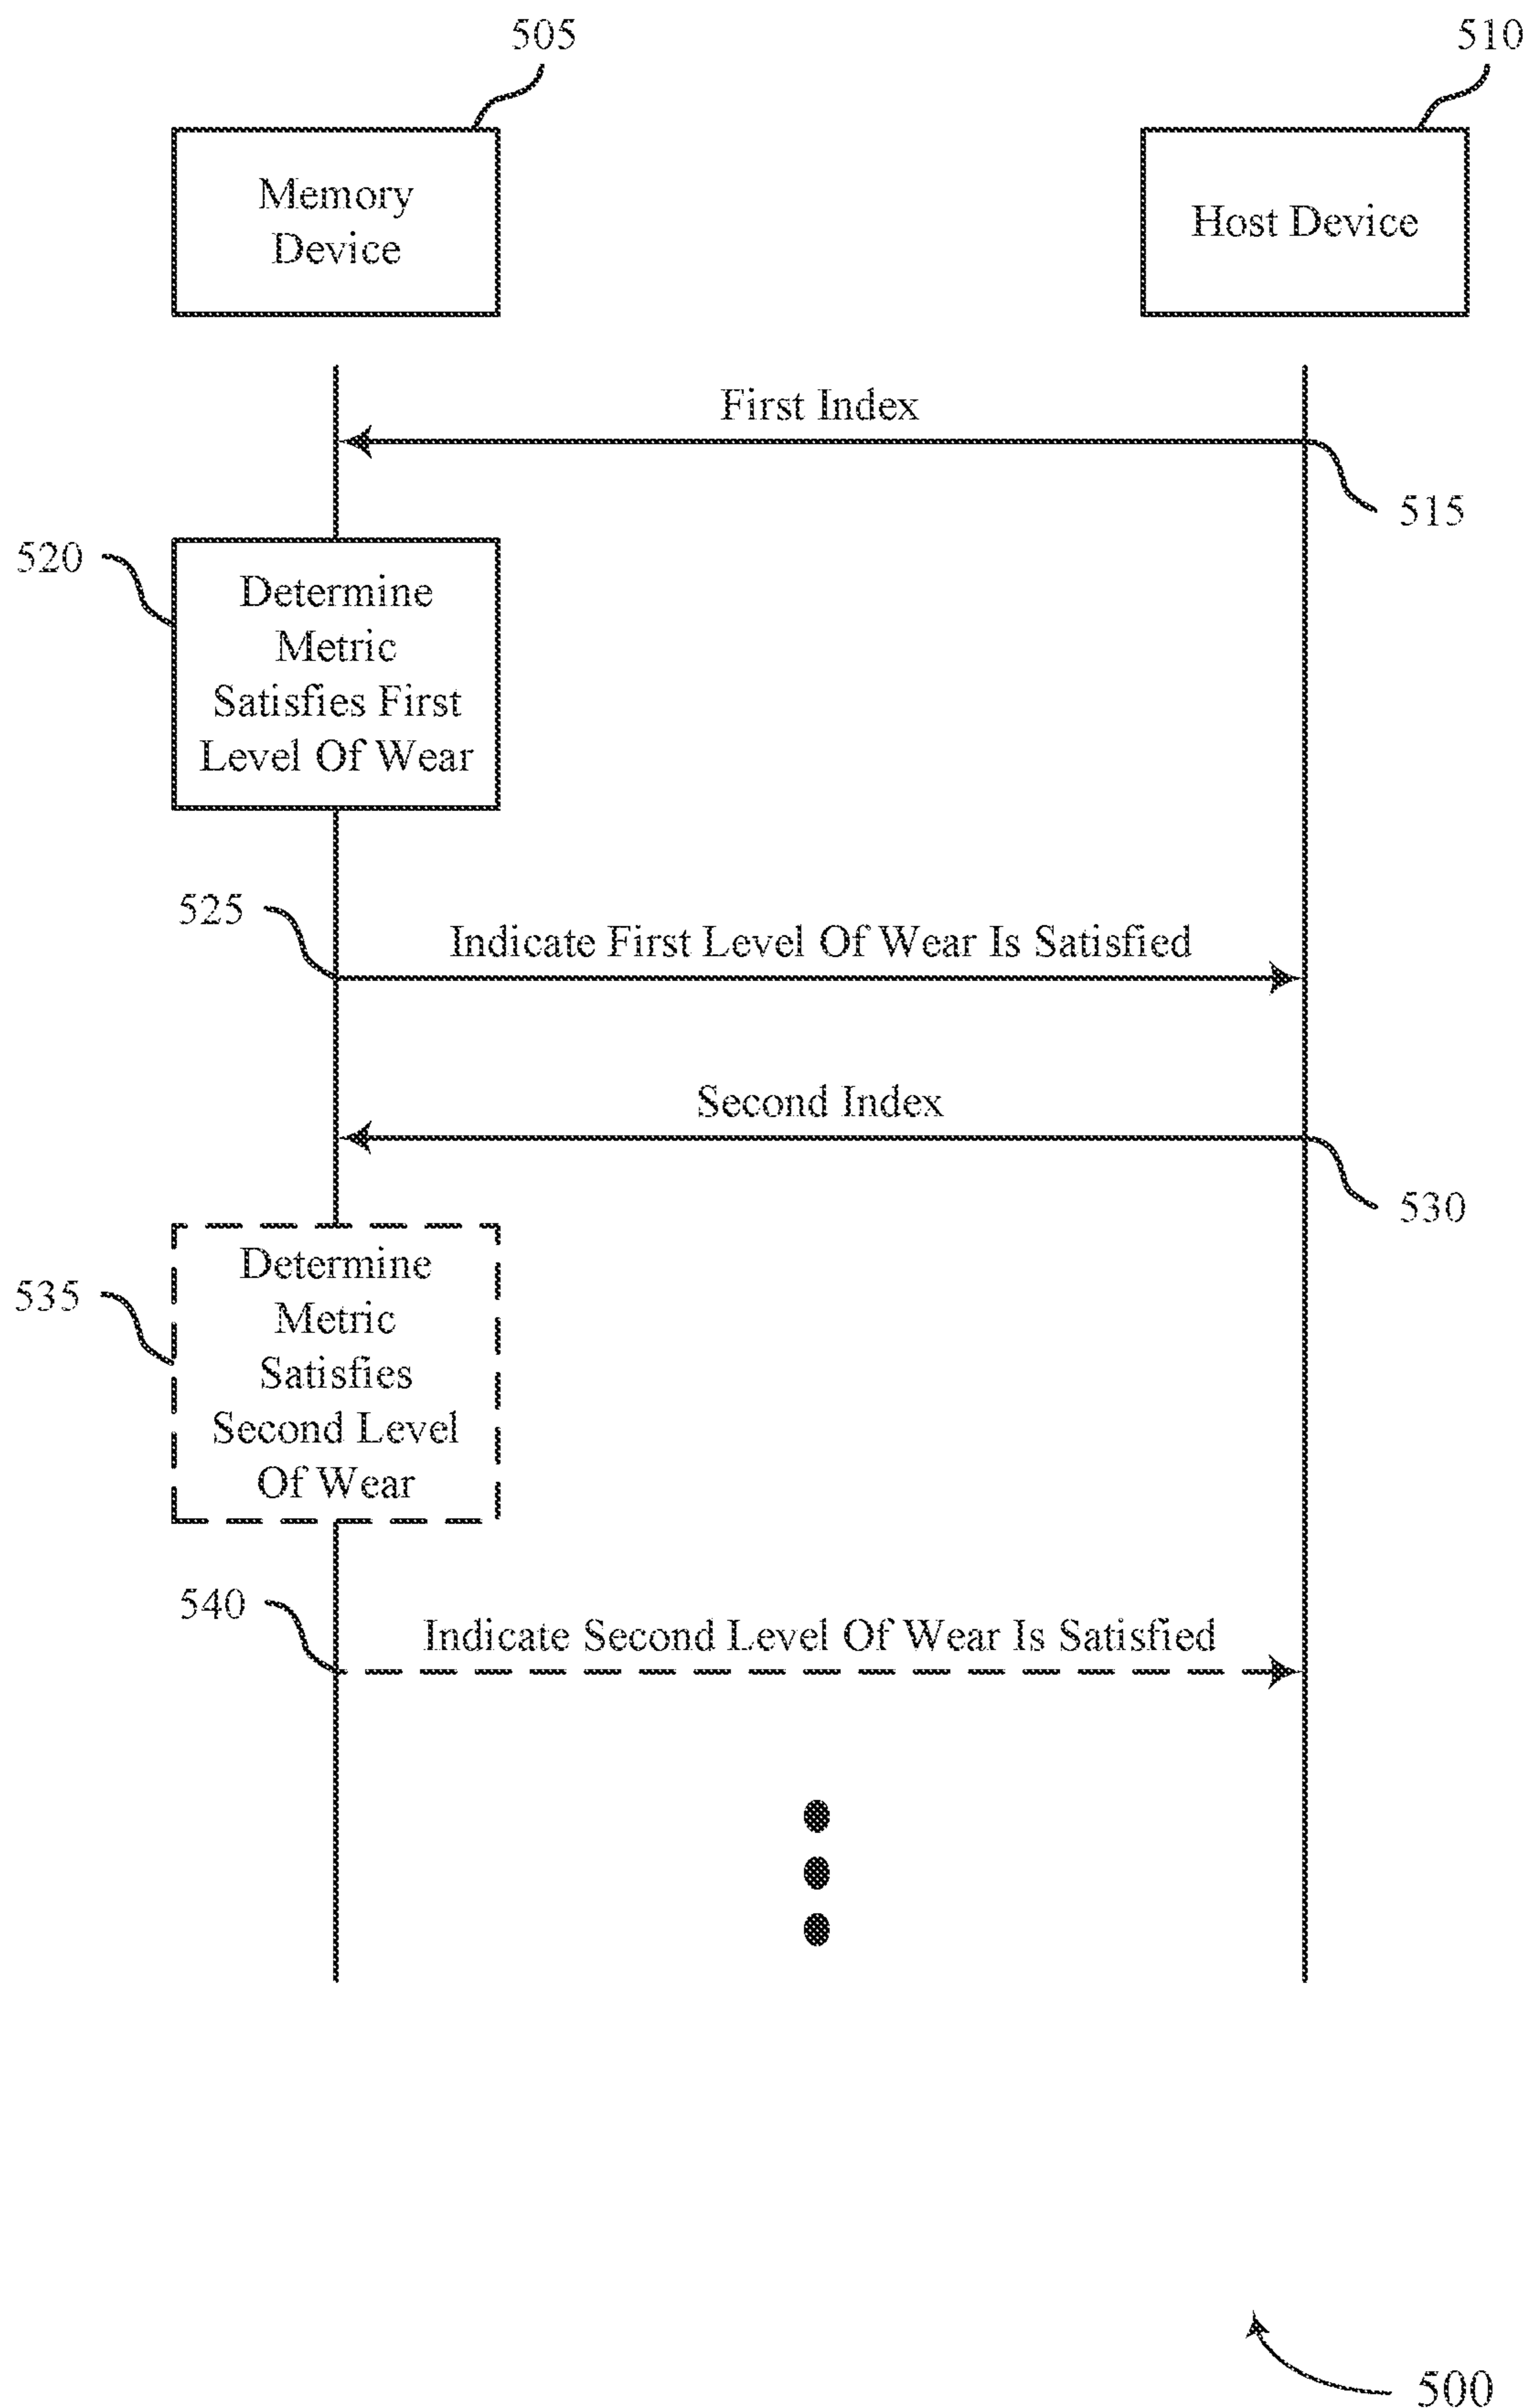 505
510
Memory
Device
Host Device
First Index
515
520
Determine
Metric
Satisfies First
Level Of Wear
525
Indicate First Level Of Wear Is Satisfied
Second Index
530
535
Determine
Metric
Satisfies
Second Level
Of Wear
540
Indicate Second Level Of Wear Is Satisfied
500